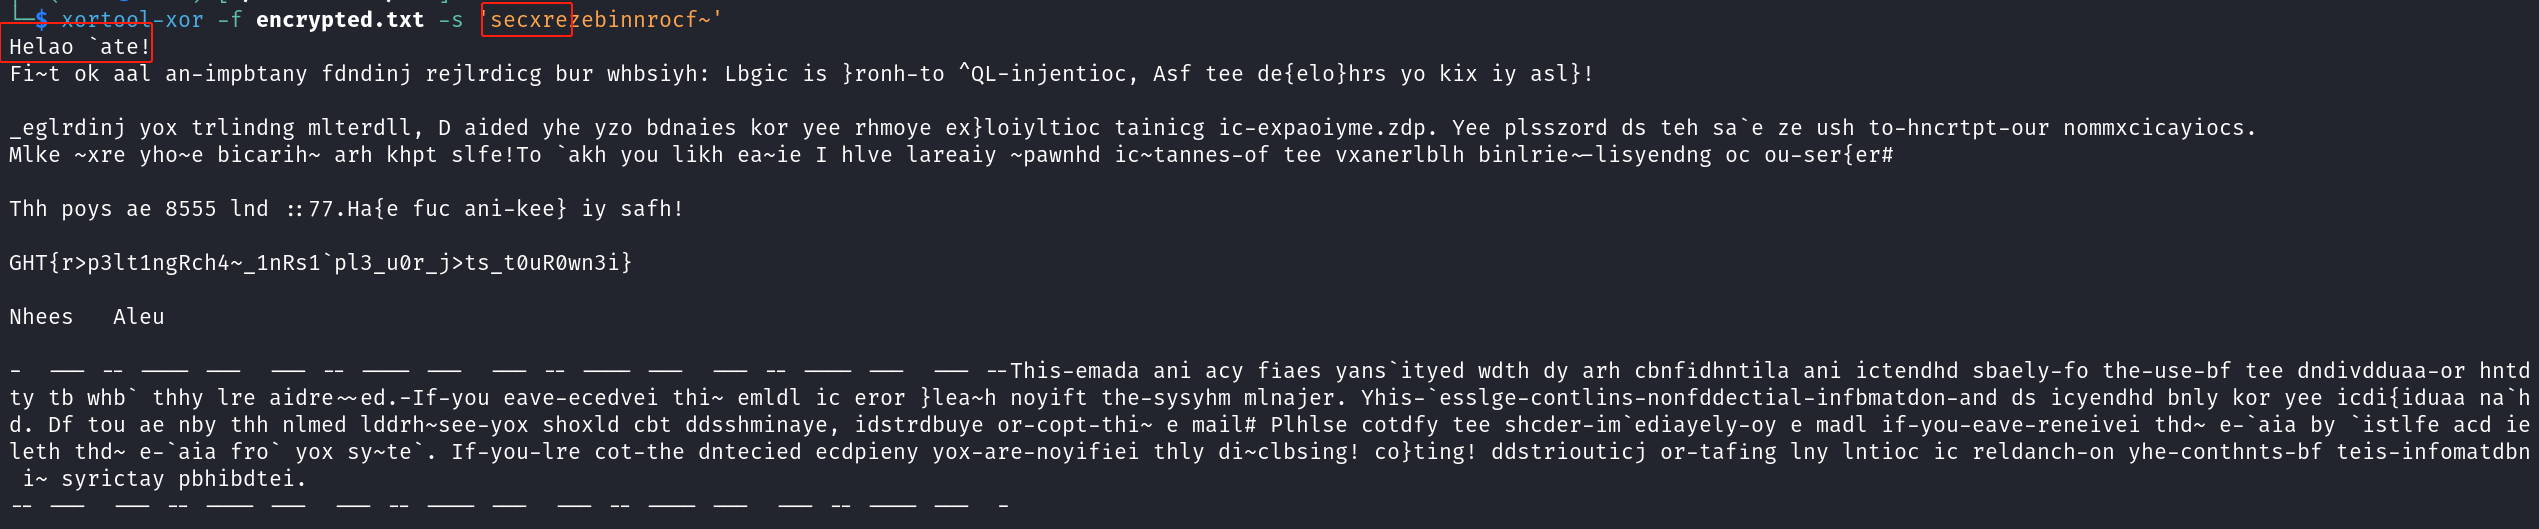 └─$ xortool-xor -f encrypted.txt -s 'secxrezebinnrocf~'
Helao `ate!
Fi~t ok aal an-impbtany fdndinj rejlrdicg bur whbsiyh: Lbgic is }ronh-to ^QL-injentioc, Asf tee de{elo}hrs yo kix iy asl}!
_eglrdinj yox trlindng mlterdll, D aided yhe yzo bdnaies kor yee rhmoye ex}loiyltioc tainicg ic-expaoiyme.zdp. Yee plsszord ds teh sa`e ze ush to-hncrtpt-our nommxcicayiocs.
Mlke ~xre yho~e bicarih~ arh khpt slfe!To `akh you likh ea~ie I hlve lareaiy ~pawnhd ic~tannes-of tee vxanerlblh binlrie~-lisyendng oc ou-ser{er#
Thh poys ae 8555 lnd ::77.Ha{e fuc ani-kee} iy safh!
GHT{r>p3lt1ngRch4~_1nRs1`pl3_u0r_j>ts_t0uR0wn3i}
Nhees   Aleu
-  --- -- ---- ---  --- -- ---- ---  --- -- ---- ---  --- -- ---- ---  --- --This-emada ani acy fiaes yans`ityed wdth dy arh cbnfidhntila ani ictendhd sbaely-fo the-use-bf tee dndivdduaa-or hntd
ty tb whb` thhy lre aidre~~ed.-If-you eave-ecedvei thi~ emldl ic eror }lea~h noyift the-sysyhm mlnajer. Yhis-`esslge-contlins-nonfddectial-infbmatdon-and ds icyendhd bnly kor yee icdi{iduaa na`h
d. Df tou ae nby thh nlmed lddrh~see-yox shoxld cbt ddsshminaye, idstrdbuye or-copt-thi~ e mail# Plhlse cotdfy tee shcder-im`ediayely-oy e madl if-you-eave-reneivei thd~ e-`aia by `istlfe acd ie
leth thd~ e-`aia fro` yox sy~te`. If-you-lre cot-the dntecied ecdpieny yox-are-noyifiei thly di~clbsing! co}ting! ddstriouticj or-tafing lny lntioc ic reldanch-on yhe-conthnts-bf teis-infomatdbn
i~ syrictay pbhibdtei.
-- ---  --- -- ---- ---  --- -- ---- ---  --- -- ---- ---  --- -- ---- ---  -